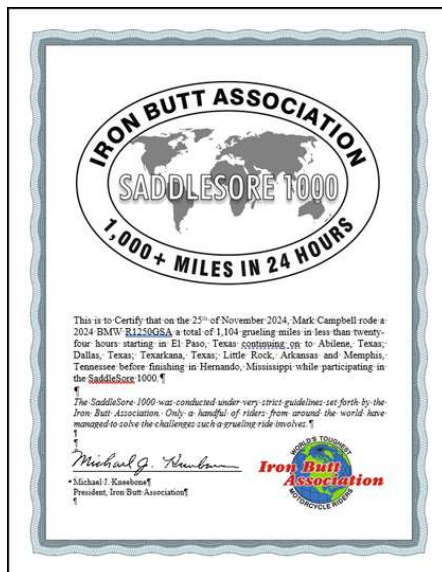 IRON BUTT ASSOCIATION
SADDLESORE 1000
1,000+ MILES IN 24 HOURS
This is to Certify that on the 25th of November 2024, Mark Campbell rode a
2024 BMW R1250GSA a total of 1,104 grueling miles in less than twenty-
four hours starting in El Paso, Texas continuing on to Abilene, Texas;
Dallas, Texas; Texarkana, Texas; Little Rock, Arkansas and Memphis,
Tennessee before finishing in Hernando, Mississippi while participating in
the SaddleSore 1000. ¶
¶
The SaddleSore 1000 was conducted under very strict guidelines set forth by the
Iron Butt Association. Only a handful of riders from around the world have
managed to solve the challenges such a grueling ride involves. ¶
¶
¶
Michael J. Kneebone
Michael J. Kneebone¶
President, Iron Butt Association¶
¶
WORLD'S TOUGHEST
Iron Butt
Association
MOTORCYCLE RIDERS